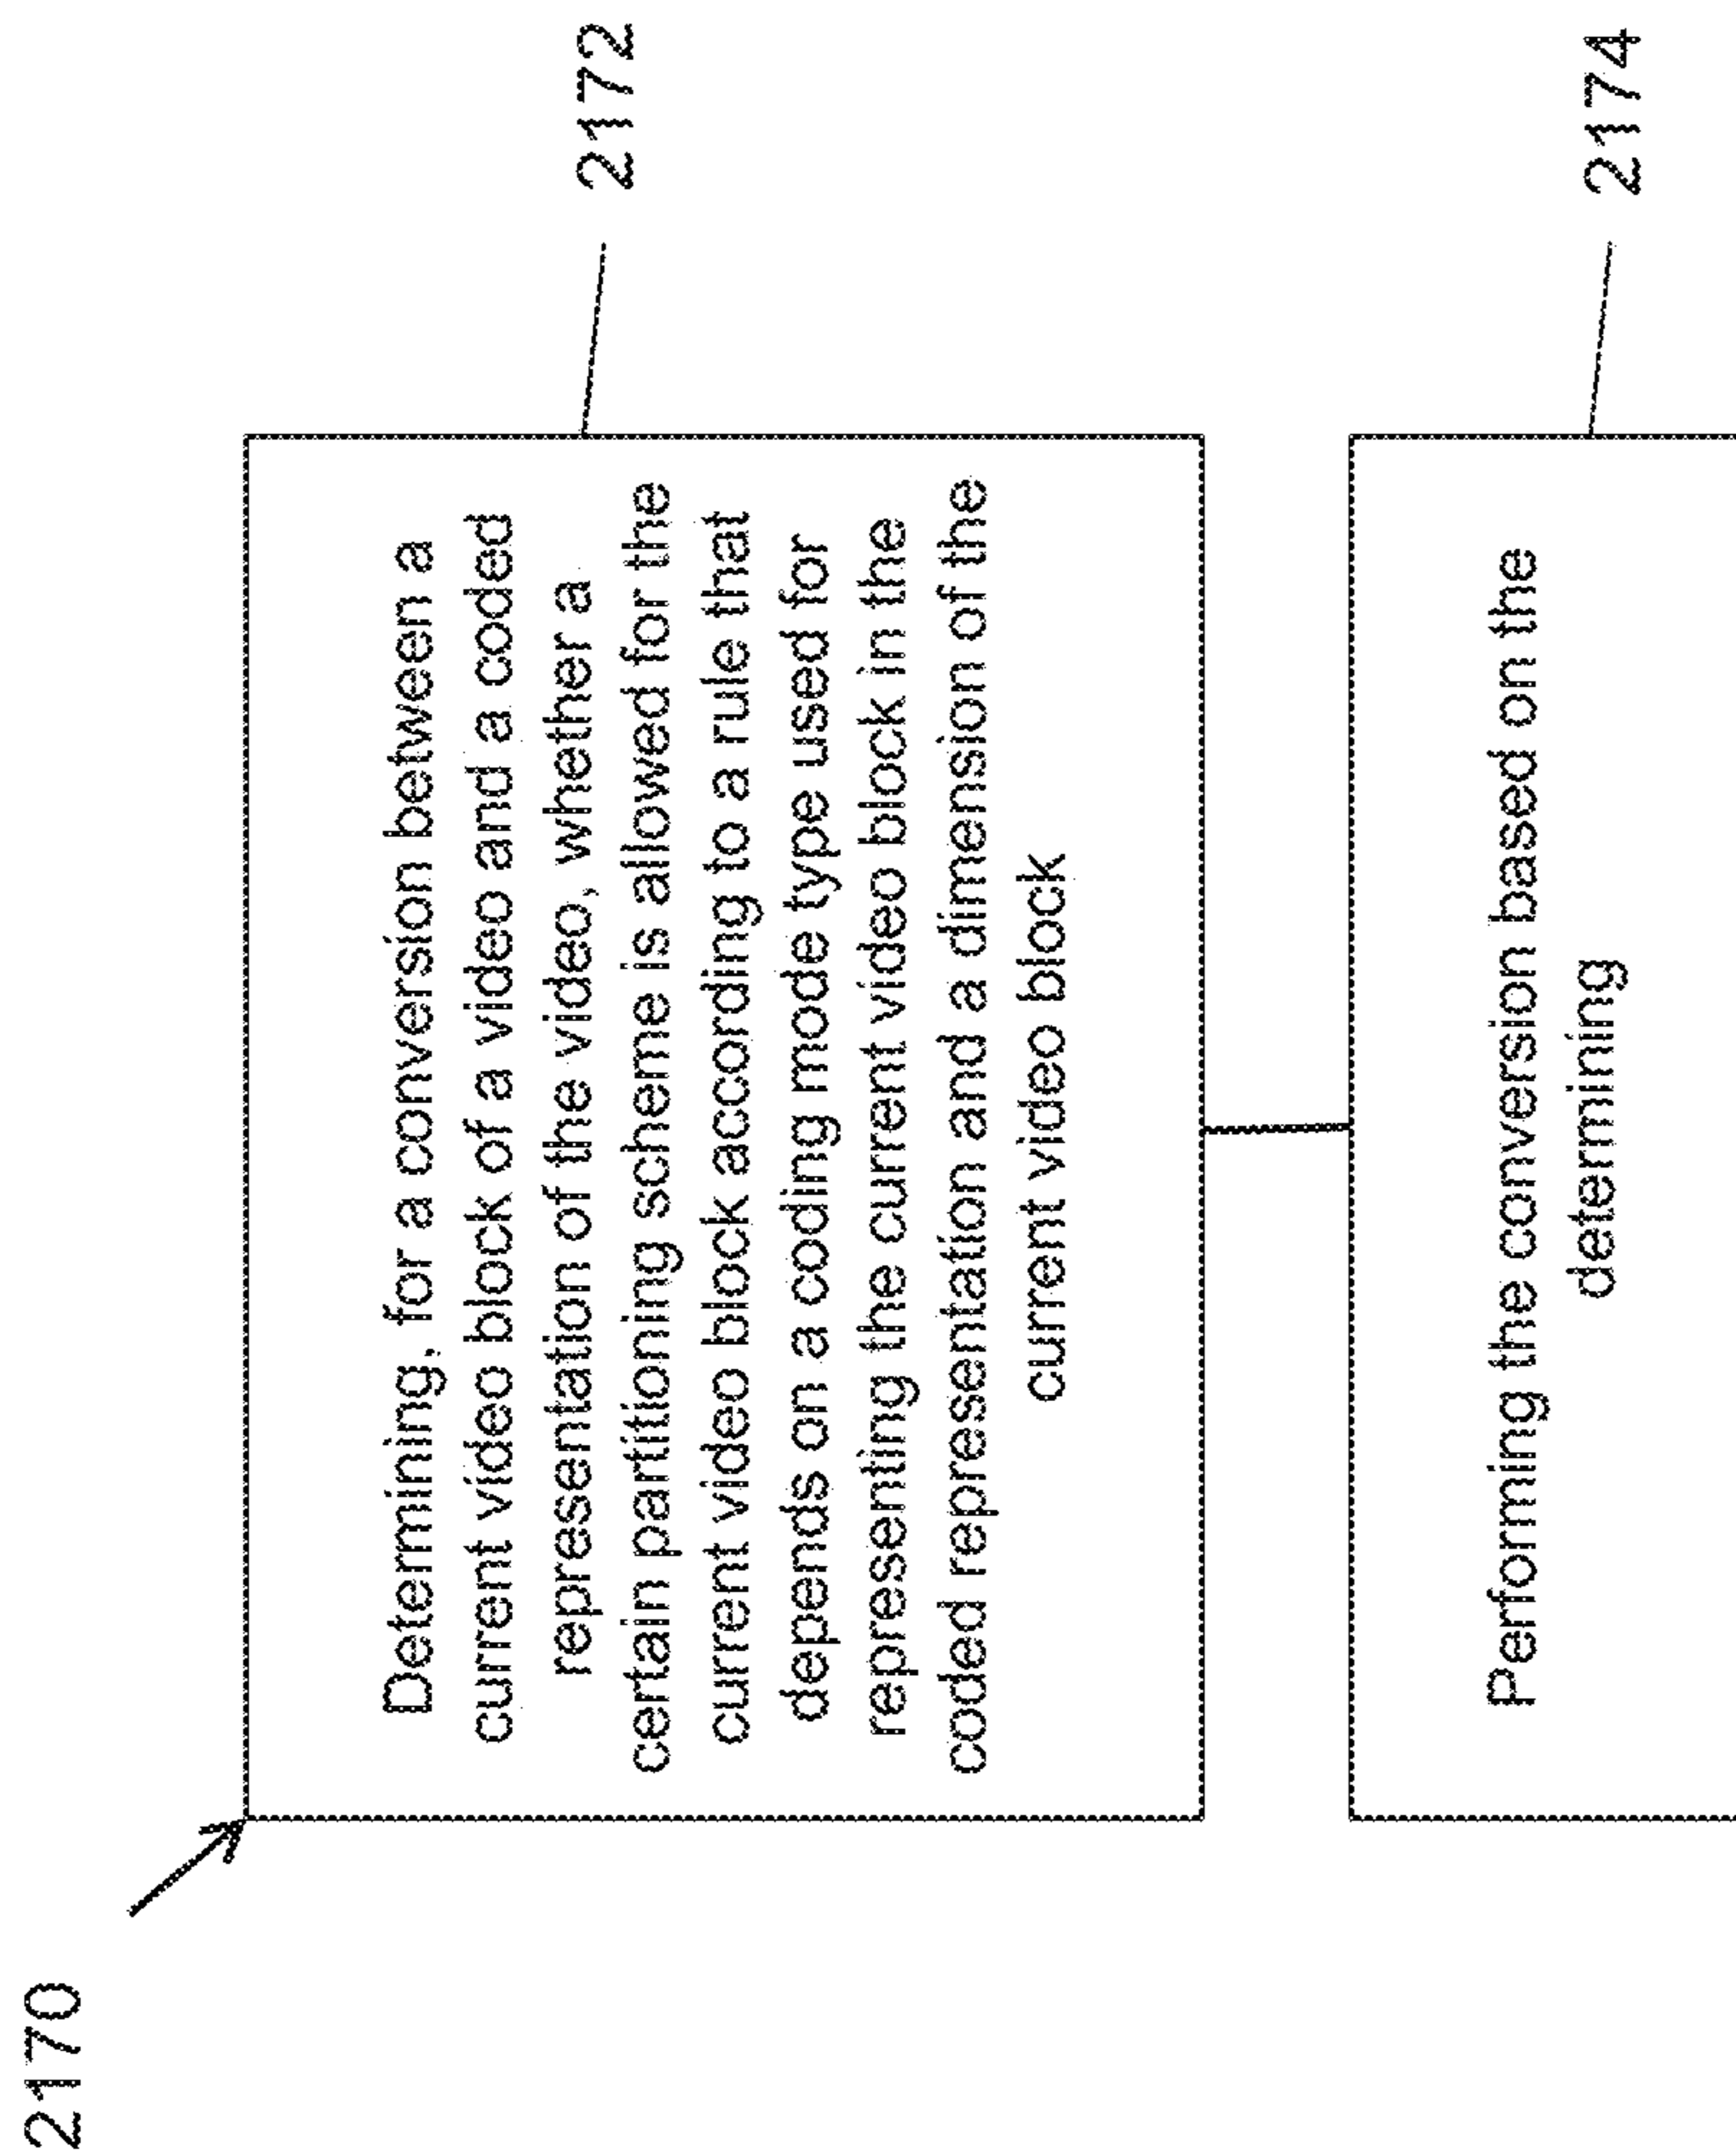 2170
Determining, for a conversion between a
current video block of a video and a coded
representation of the video, whether a
certain partitioning scheme is allowed for the
current video block according to a rule that
depends on a coding mode type used for
representing the current video block in the
coded representation and a dimension of the
current video block
2172
Performing the conversion based on the
determining
2174